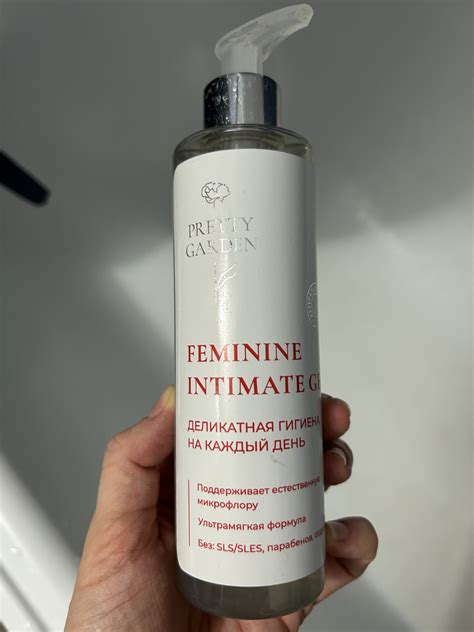 PRETTY
GARDEN
FEMININE
INTIMATE
ДЕЛИКАТНАЯ ГИГИЕНА
НА КАЖДЫЙ ДЕНЬ
Поддерживает естественную
микрофлору
Ультрамягкая формула
Без: SLS/SLES, парабенов,